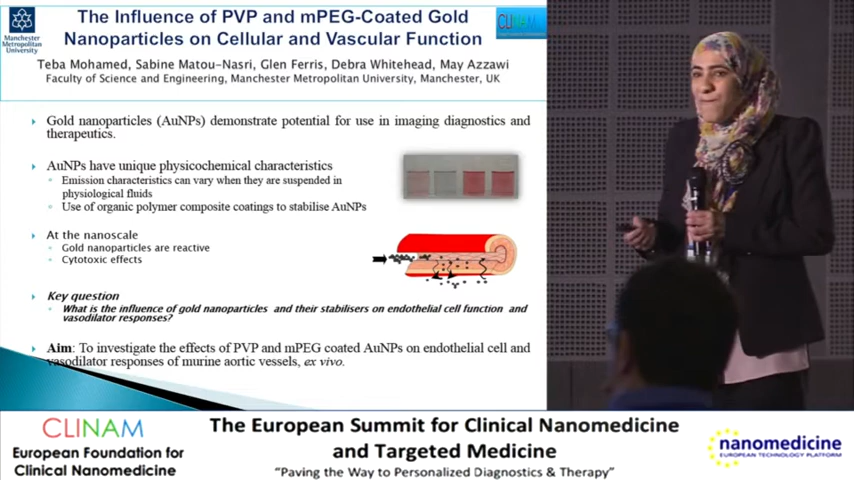 The Influence of PVP and mPEG-Coated Gold
Nanoparticles on Cellular and Vascular Function
Manchester
Metropolitan
University
CLINAM
Teba Mohamed, Sabine Matou-Nasri, Glen Ferris, Debra Whitehead, May Azzawi
Faculty of Science and Engineering, Manchester Metropolitan University, Manchester, UK
Gold nanoparticles (AuNPs) demonstrate potential for use in imaging diagnostics and
therapeutics.
AuNPs have unique physicochemical characteristics
Emission characteristics can vary when they are suspended in
physiological fluids
Use of organic polymer composite coatings to stabilise AuNPs
At the nanoscale
Gold nanoparticles are reactive
Cytotoxic effects
Key question
What is the influence of gold nanoparticles and their stabilisers on endothelial cell function and
vasodilator responses?
Aim: To investigate the effects of PVP and mPEG coated AuNPs on endothelial cell and
vasodilator responses of murine aortic vessels, ex vivo.
CLINAM
European Foundation for
Clinical Nanomedicine
The European Summit for Clinical Nanomedicine
and Targeted Medicine
"Paving the Way to Personalized Diagnostics & Therapy"
nanomedicine
EUROPEAN TECHNOLOGY PLATFORM